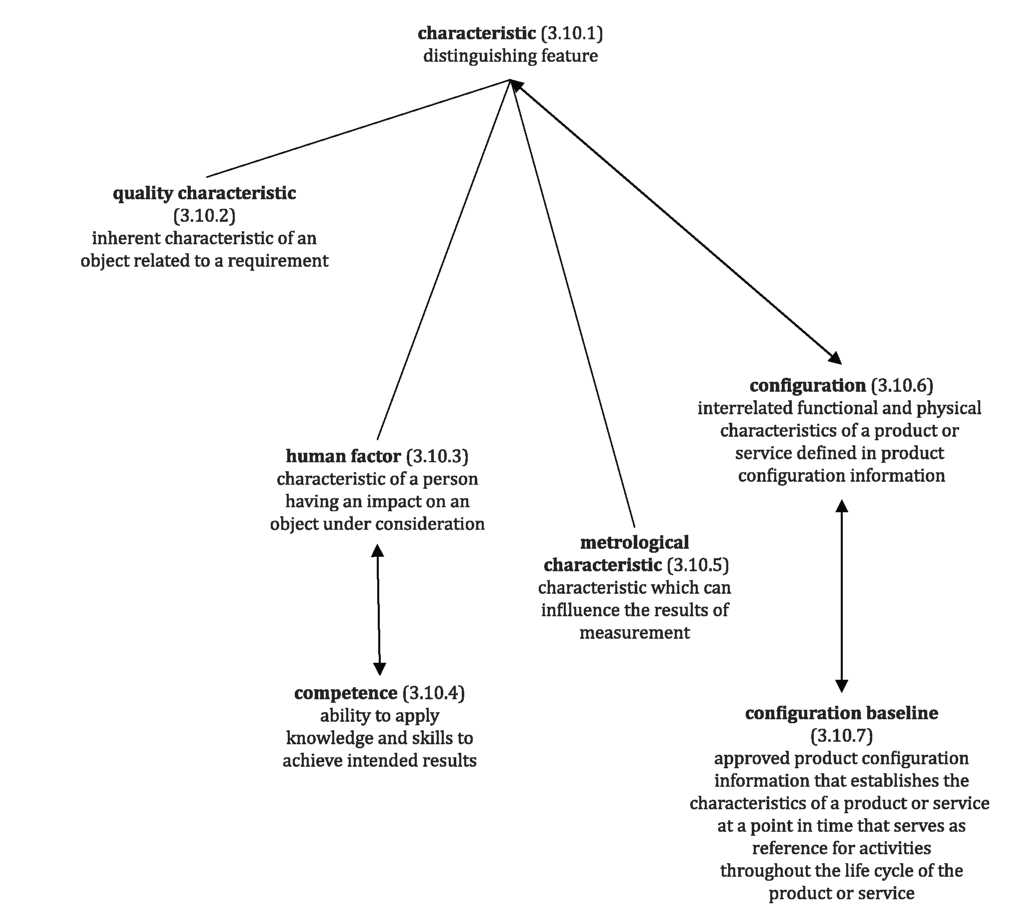 characteristic (3.10.1)
distinguishing feature
quality characteristic
(3.10.2)
inherent characteristic of an
object related to a requirement
configuration (3.10.6)
interrelated functional and physical
characteristics of a product or
service defined in product
configuration information
human factor (3.10.3)
characteristic of a person
having an impact on an
object under consideration
metrological
characteristic (3.10.5)
characteristic which can
inflluence the results of
measurement
competence (3.10.4)
ability to apply
knowledge and skills to
achieve intended results
configuration baseline
(3.10.7)
approved product configuration
information that establishes the
characteristics of a product or service
at a point in time that serves as
reference for activities
throughout the life cycle of the
product or service